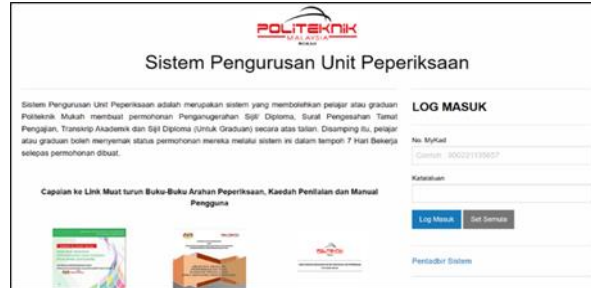 POLITEKNIK
MALAYSIA
MUKAH
Sistem Pengurusan Unit Peperiksaan
Sistem Pengurusan Unit Peperiksaan adalah merupakan sistem yang membolehkan pelajar atau graduan
Politeknik Mukah membuat permohonan Penganugerahan Sijil/ Diploma, Surat Pengesahan Tamat
Pengajian, Transkrip Akademik dan Sijil Diploma (Untuk Graduan) secara atas talian. Disamping itu, pelajar
atau graduan boleh menyemak status permohonan mereka melalui sistem ini dalam tempoh 7 Hari Bekerja
selepas permohonan dibuat.
Capaian ke Link Muat turun Buku-Buku Arahan Peperiksaan, Kaedah Penilaian dan Manual
Pengguna
LOG MASUK
No. MyKad
Contoh : 900221135657
Katalaluan
Log Masuk
Set Semula
Pentadbir Sistem